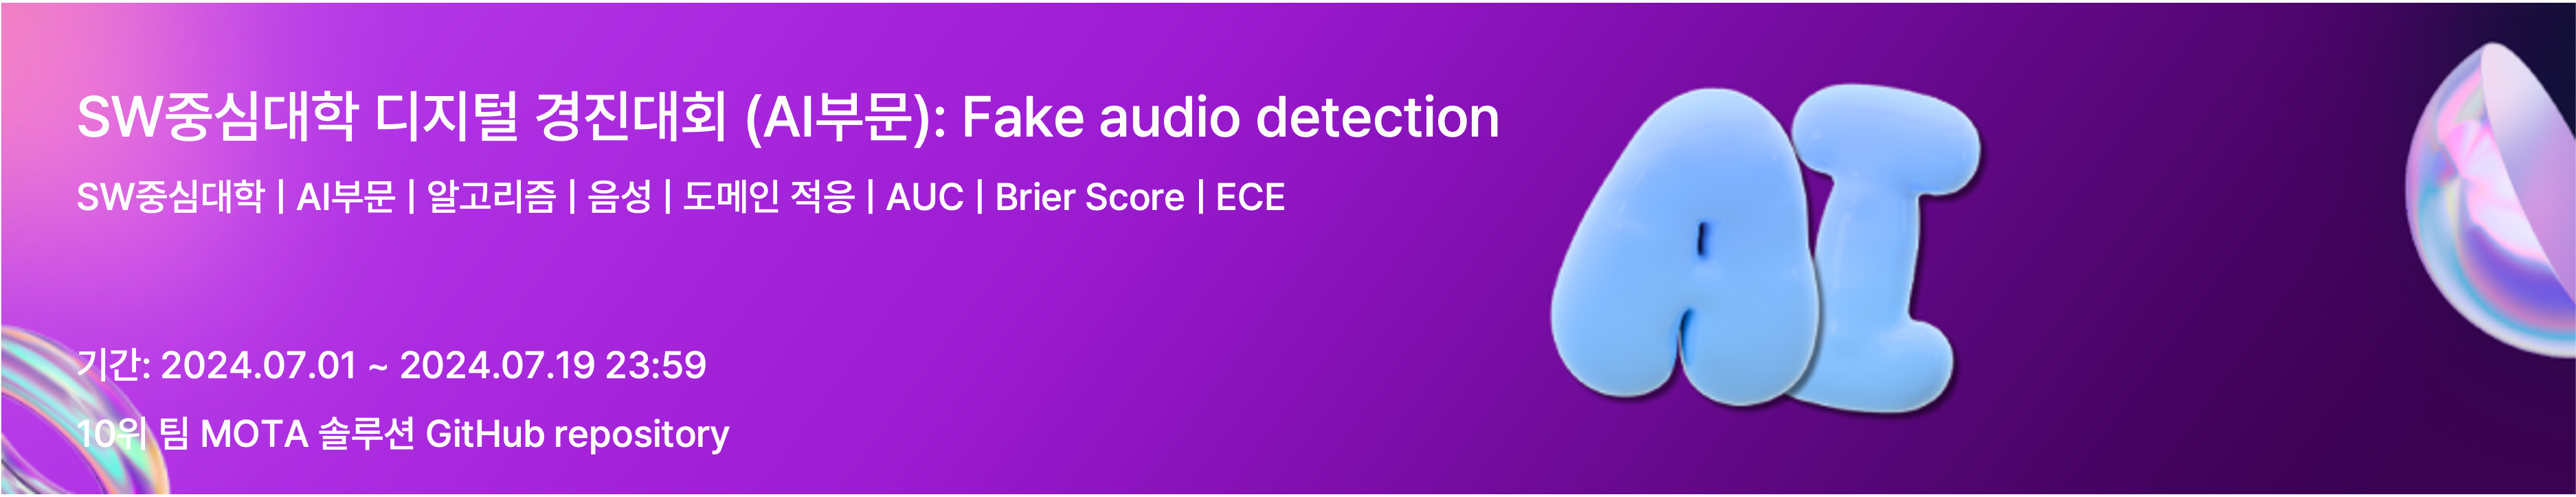 SW중심대학 디지털 경진대회 (AI부문): Fake audio detection
SW중심대학 | AI부문 | 알고리즘 | 음성 | 도메인 적응 | AUC | Brier Score | ECE
기간: 2024.07.01 ~ 2024.07.19 23:59
10위 팀 MOTA 솔루션 GitHub repository
AI